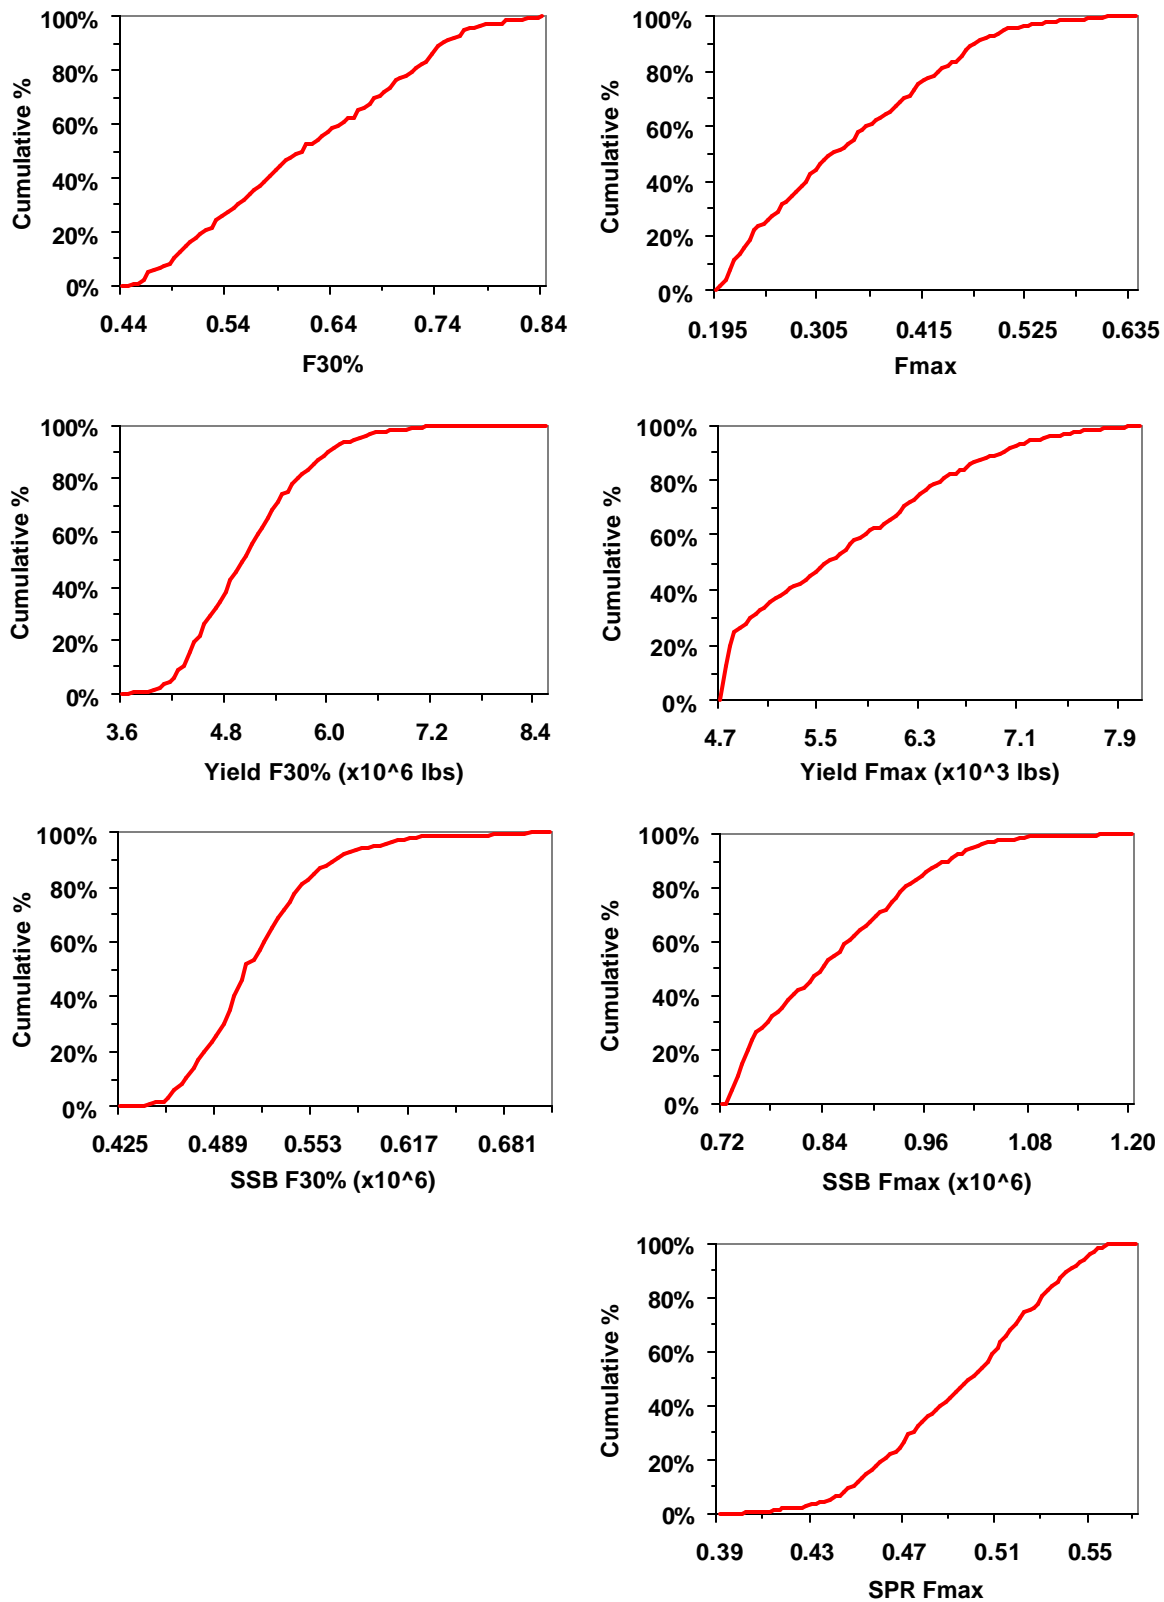 100%
80%
60%
40%
20%
0%
Cumulative %
0.44 0.54 0.64 0.74 0.84
F30%
100%
80%
60%
40%
20%
0%
Cumulative %
0.195 0.305 0.415 0.525 0.635
Fmax
100%
80%
60%
40%
20%
0%
Cumulative %
3.6 4.8 6.0 7.2 8.4
Yield F30% (x10^6 lbs)
100%
80%
60%
40%
20%
0%
Cumulative %
4.7 5.5 6.3 7.1 7.9
Yield Fmax (x10^3 lbs)
100%
80%
60%
40%
20%
0%
Cumulative %
0.425 0.489 0.553 0.617 0.681
SSB F30% (x10^6)
100%
80%
60%
40%
20%
0%
Cumulative %
0.72 0.84 0.96 1.08 1.20
SSB Fmax (x10^6)
100%
80%
60%
40%
20%
0%
Cumulative %
0.39 0.43 0.47 0.51 0.55
SPR Fmax